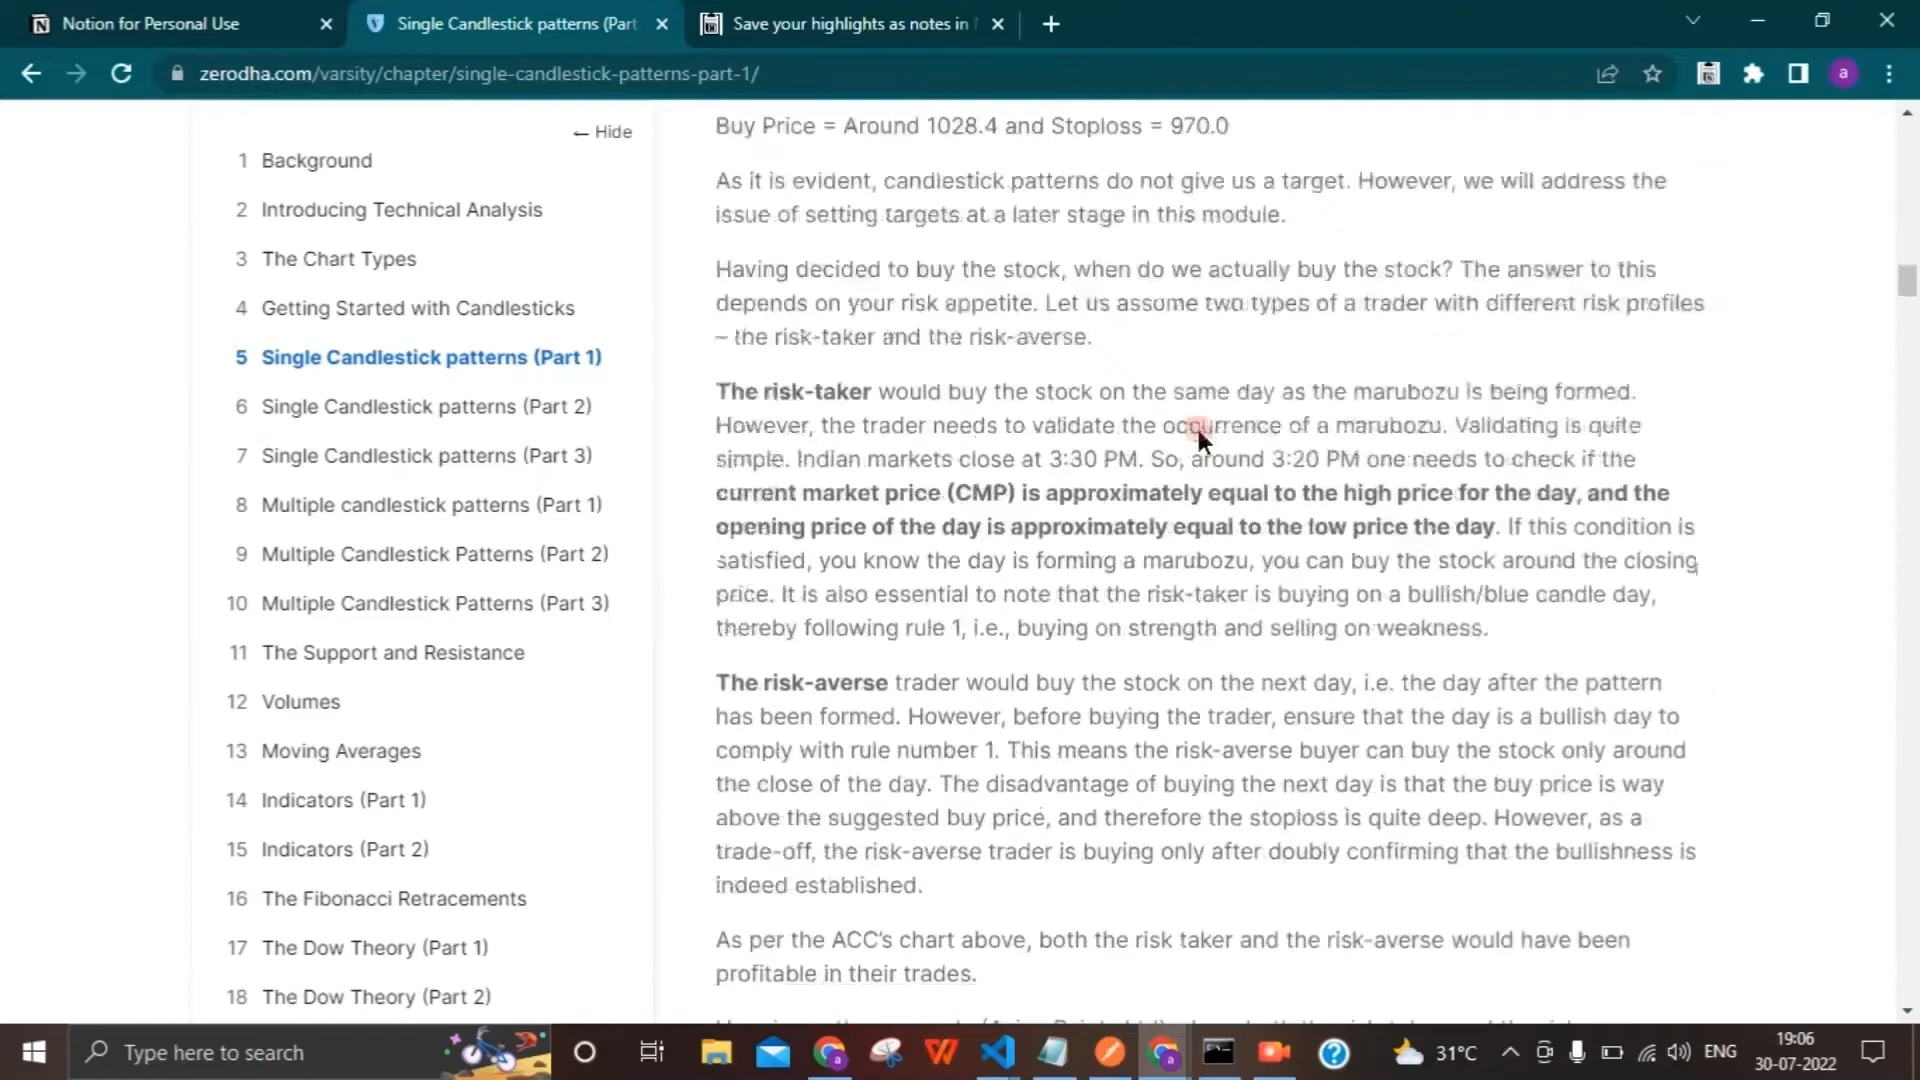 Notion for Personal Use
Single Candlestick patterns (Part
Save your highlights as notes in
zerodha.com/varsity/chapter/single-candlestick-patterns-part-1/
a
← Hide
1 Background
2 Introducing Technical Analysis
3 The Chart Types
4 Getting Started with Candlesticks
5 Single Candlestick patterns (Part 1)
6 Single Candlestick patterns (Part 2)
7 Single Candlestick patterns (Part 3)
8 Multiple candlestick patterns (Part 1)
9 Multiple Candlestick Patterns (Part 2)
10 Multiple Candlestick Patterns (Part 3)
11 The Support and Resistance
12 Volumes
13 Moving Averages
14 Indicators (Part 1)
15 Indicators (Part 2)
16 The Fibonacci Retracements
17 The Dow Theory (Part 1)
18 The Dow Theory (Part 2)
Buy Price = Around 1028.4 and Stoploss = 970.0
As it is evident, candlestick patterns do not give us a target. However, we will address the
issue of setting targets at a later stage in this module.
Having decided to buy the stock, when do we actually buy the stock? The answer to this
depends on your risk appetite. Let us assume two types of a trader with different risk profiles
– the risk-taker and the risk-averse.
The risk-taker would buy the stock on the same day as the marubozu is being formed.
However, the trader needs to validate the occurrence of a marubozu. Validating is quite
simple. Indian markets close at 3:30 PM. So, around 3:20 PM one needs to check if the
current market price (CMP) is approximately equal to the high price for the day, and the
opening price of the day is approximately equal to the low price the day. If this condition is
satisfied, you know the day is forming a marubozu, you can buy the stock around the closing
price. It is also essential to note that the risk-taker is buying on a bullish/blue candle day,
thereby following rule 1, i.e., buying on strength and selling on weakness.
The risk-averse trader would buy the stock on the next day, i.e. the day after the pattern
has been formed. However, before buying the trader, ensure that the day is a bullish day to
comply with rule number 1. This means the risk-averse buyer can buy the stock only around
the close of the day. The disadvantage of buying the next day is that the buy price is way
above the suggested buy price, and therefore the stoploss is quite deep. However, as a
trade-off, the risk-averse trader is buying only after doubly confirming that the bullishness is
indeed established.
As per the ACC's chart above, both the risk taker and the risk-averse would have been
profitable in their trades.
Type here to search
31°C
ENG
19:06
30-07-2022